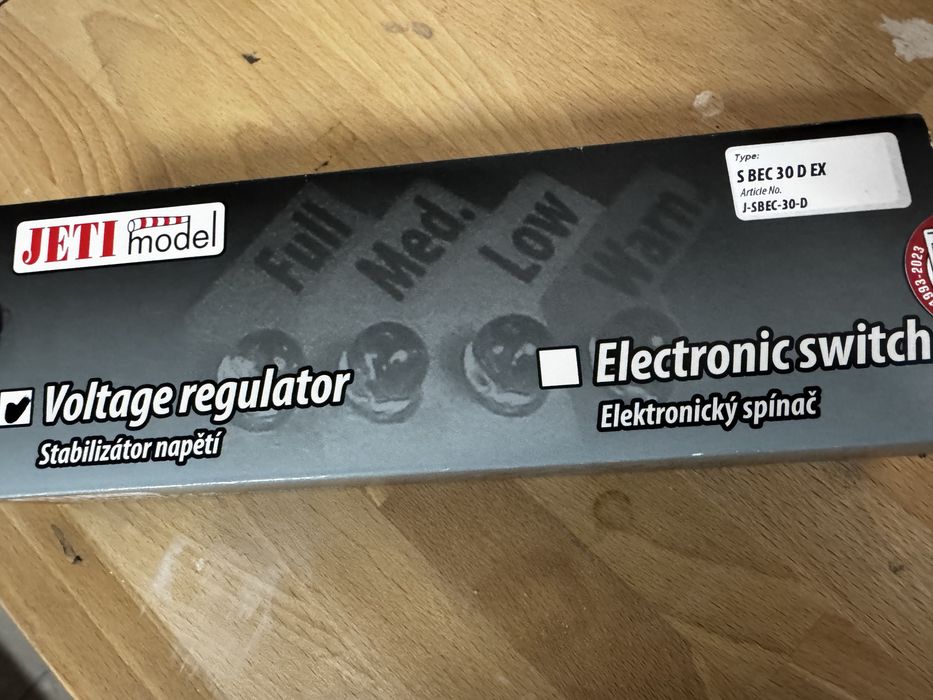 Type:
S BEC 30 D EX
Article No.
J-SBEC-30-D
JETI model
Full
Med.
Low
Warn.
1993-2023
Voltage regulator
Stabilizátor napětí
Electronic switch
Elektronický spínač